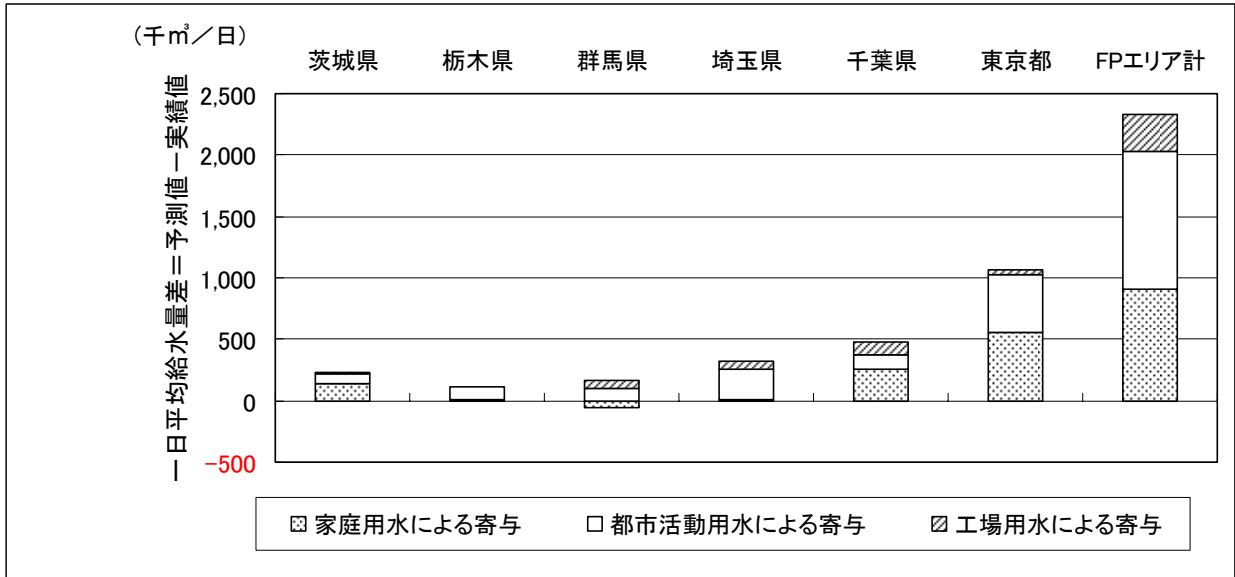 (千㎥／日)
茨城県 栃木県 群馬県 埼玉県 千葉県 東京都 FPエリア計
一日平均給水量差＝予測値－実績値
2,500
2,000
1,500
1,000
500
0
-500
家庭用水による寄与 都市活動用水による寄与 工場用水による寄与